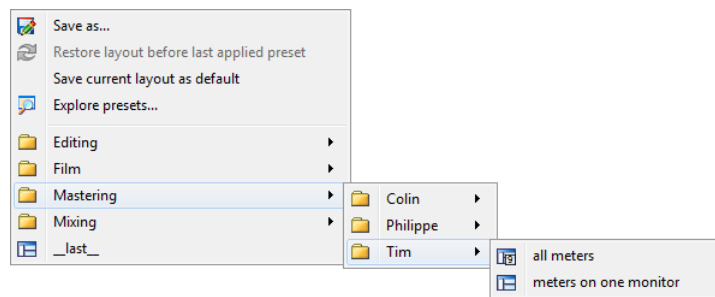 Save as...
Restore layout before last applied preset
Save current layout as default
Explore presets...
Editing
Film
Mastering
Mixing
__last__
Colin
Philippe
Tim
all meters
meters on one monitor